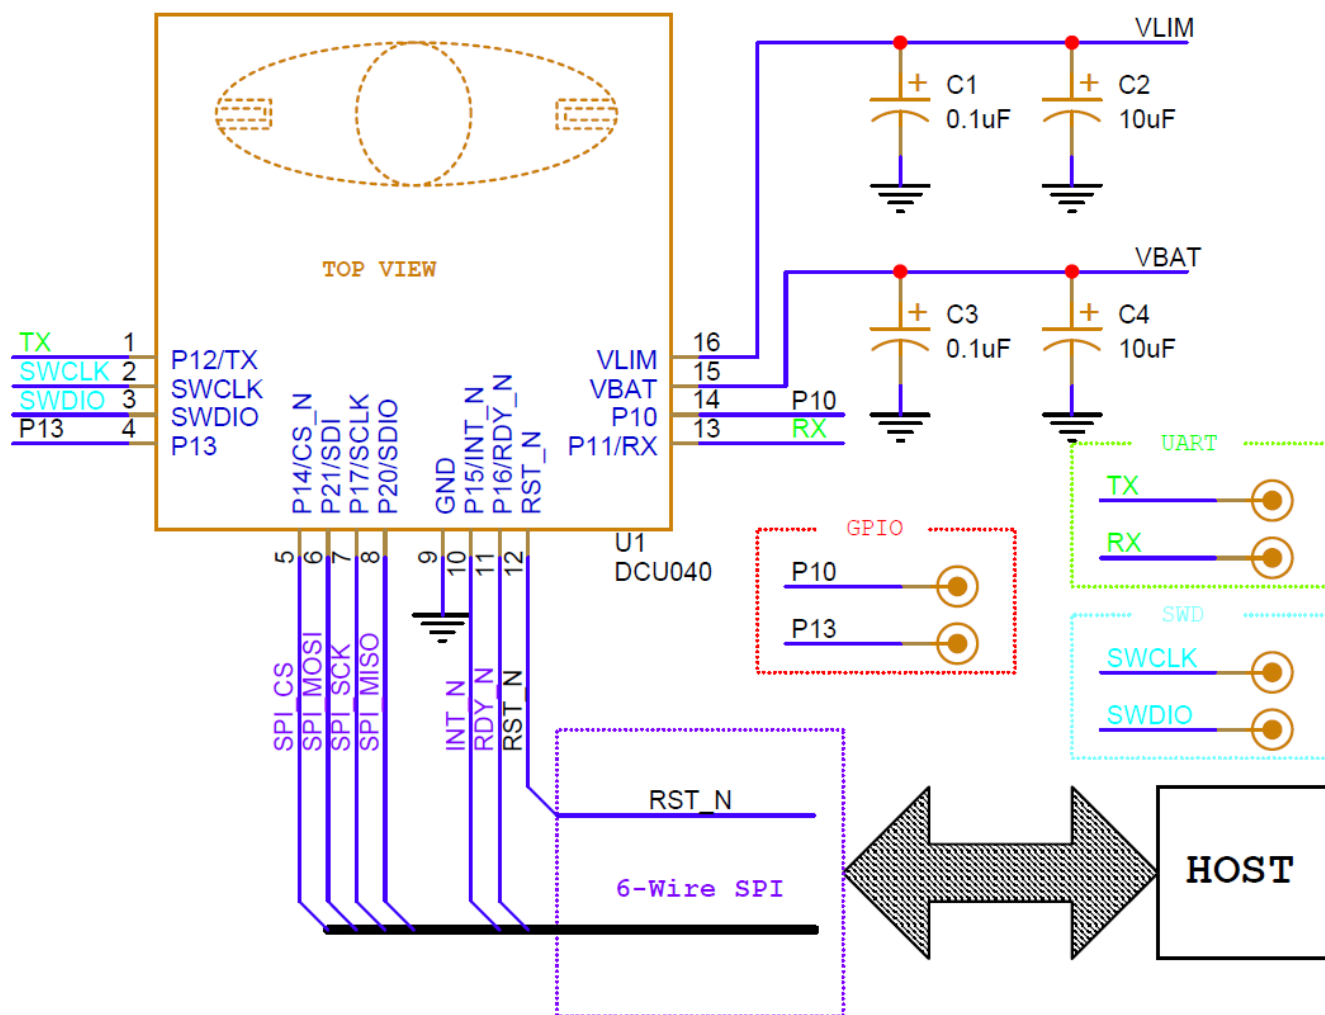 VLIM
+ C1
0.1uF
+ C2
10uF
TOP VIEW
VBAT
+ C3
0.1uF
+ C4
10uF
TX 1 P12/TX
SWCLK 2 SWCLK
SWDIO 3 SWDIO
P13 4 P13
VLIM 16
VBAT 15
P10 14 P10
P11/RX 13 RX
P14/CS_N
P21/SDI
P17/SCLK
P20/SDIO
GND
P15/INT_N
P16/RDY_N
RST_N
5
6
7
8
9
10
11
12
U1
DCU040
SPI_CS
SPI_MOSI
SPI_SCK
SPI_MISO
INT_N
RDY_N
RST_N
GPIO
P10
P13
UART
TX
RX
SWD
SWCLK
SWDIO
RST_N
6-Wire SPI
HOST